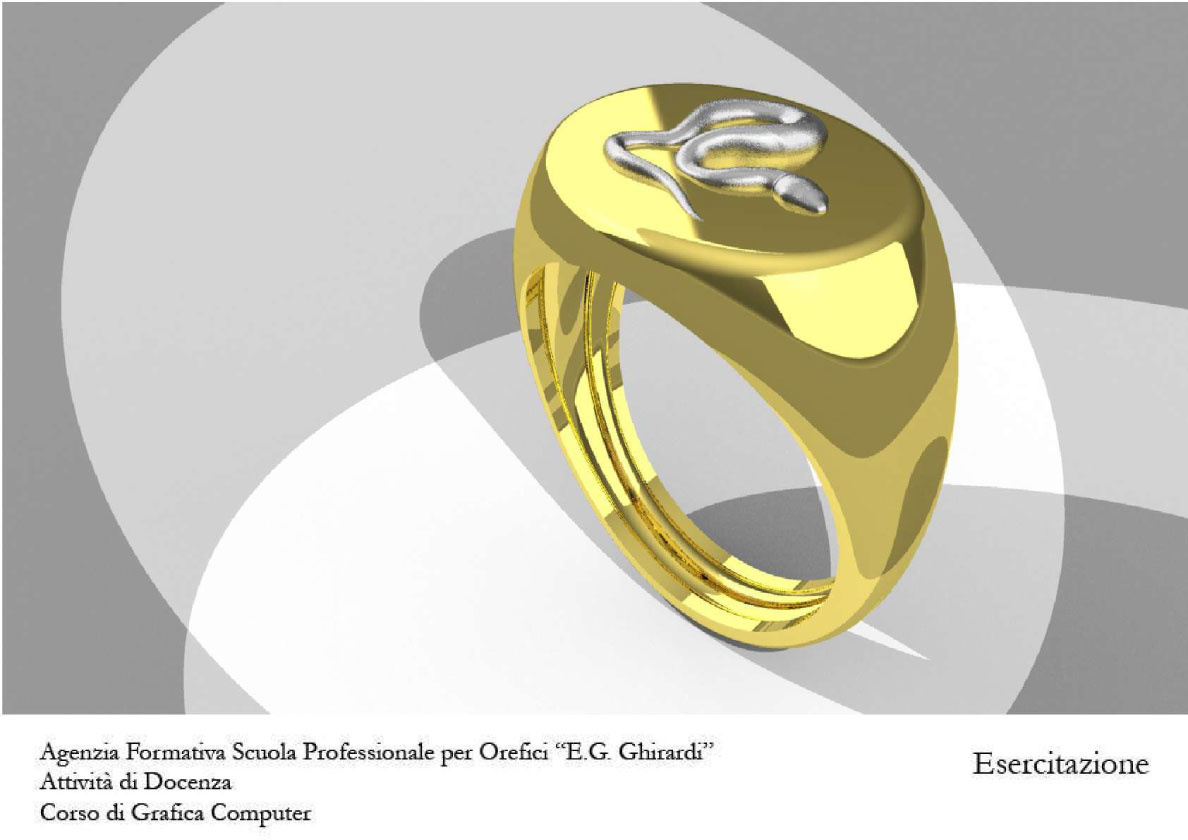 Agenzia Formativa Scuola Professionale per Orefici “E.G. Ghirardi”
Attività di Docenza
Corso di Grafica Computer
Esercitazione